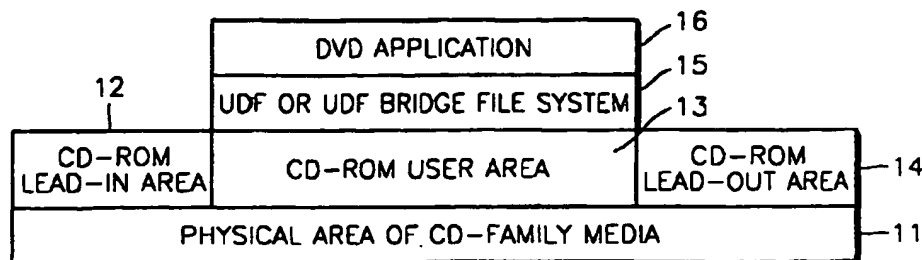 DVD APPLICATION
16
UDF OR UDF BRIDGE FILE SYSTEM
15
12
13
CD-ROM
LEAD-IN AREA
CD-ROM USER AREA
CD-ROM
LEAD-OUT AREA
14
PHYSICAL AREA OF CD-FAMILY MEDIA
11